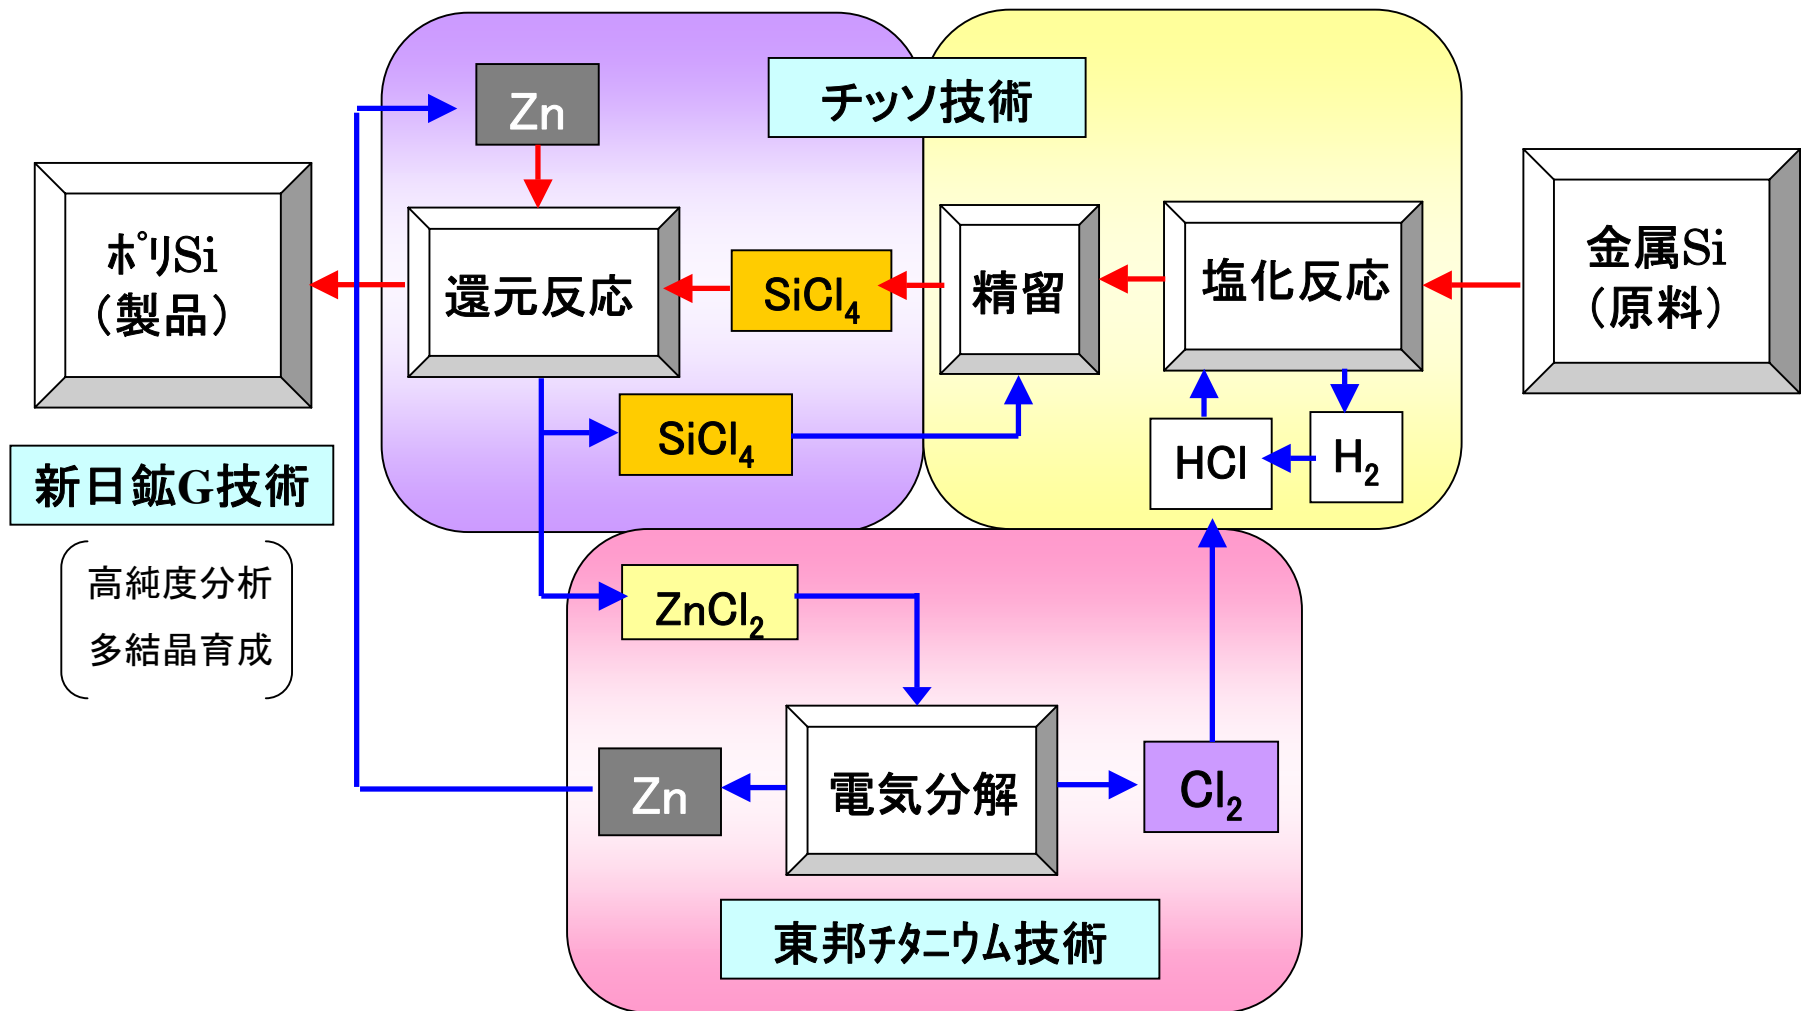 Zn
チッソ技術
ﾎﾟﾘSi
（製品）
還元反応
SiCl4
精留
塩化反応
金属Si
（原料）
SiCl4
HCl
H2
新日鉱G技術
高純度分析
多結晶育成
ZnCl2
Zn
電気分解
Cl2
東邦ﾁﾀﾆｳﾑ技術